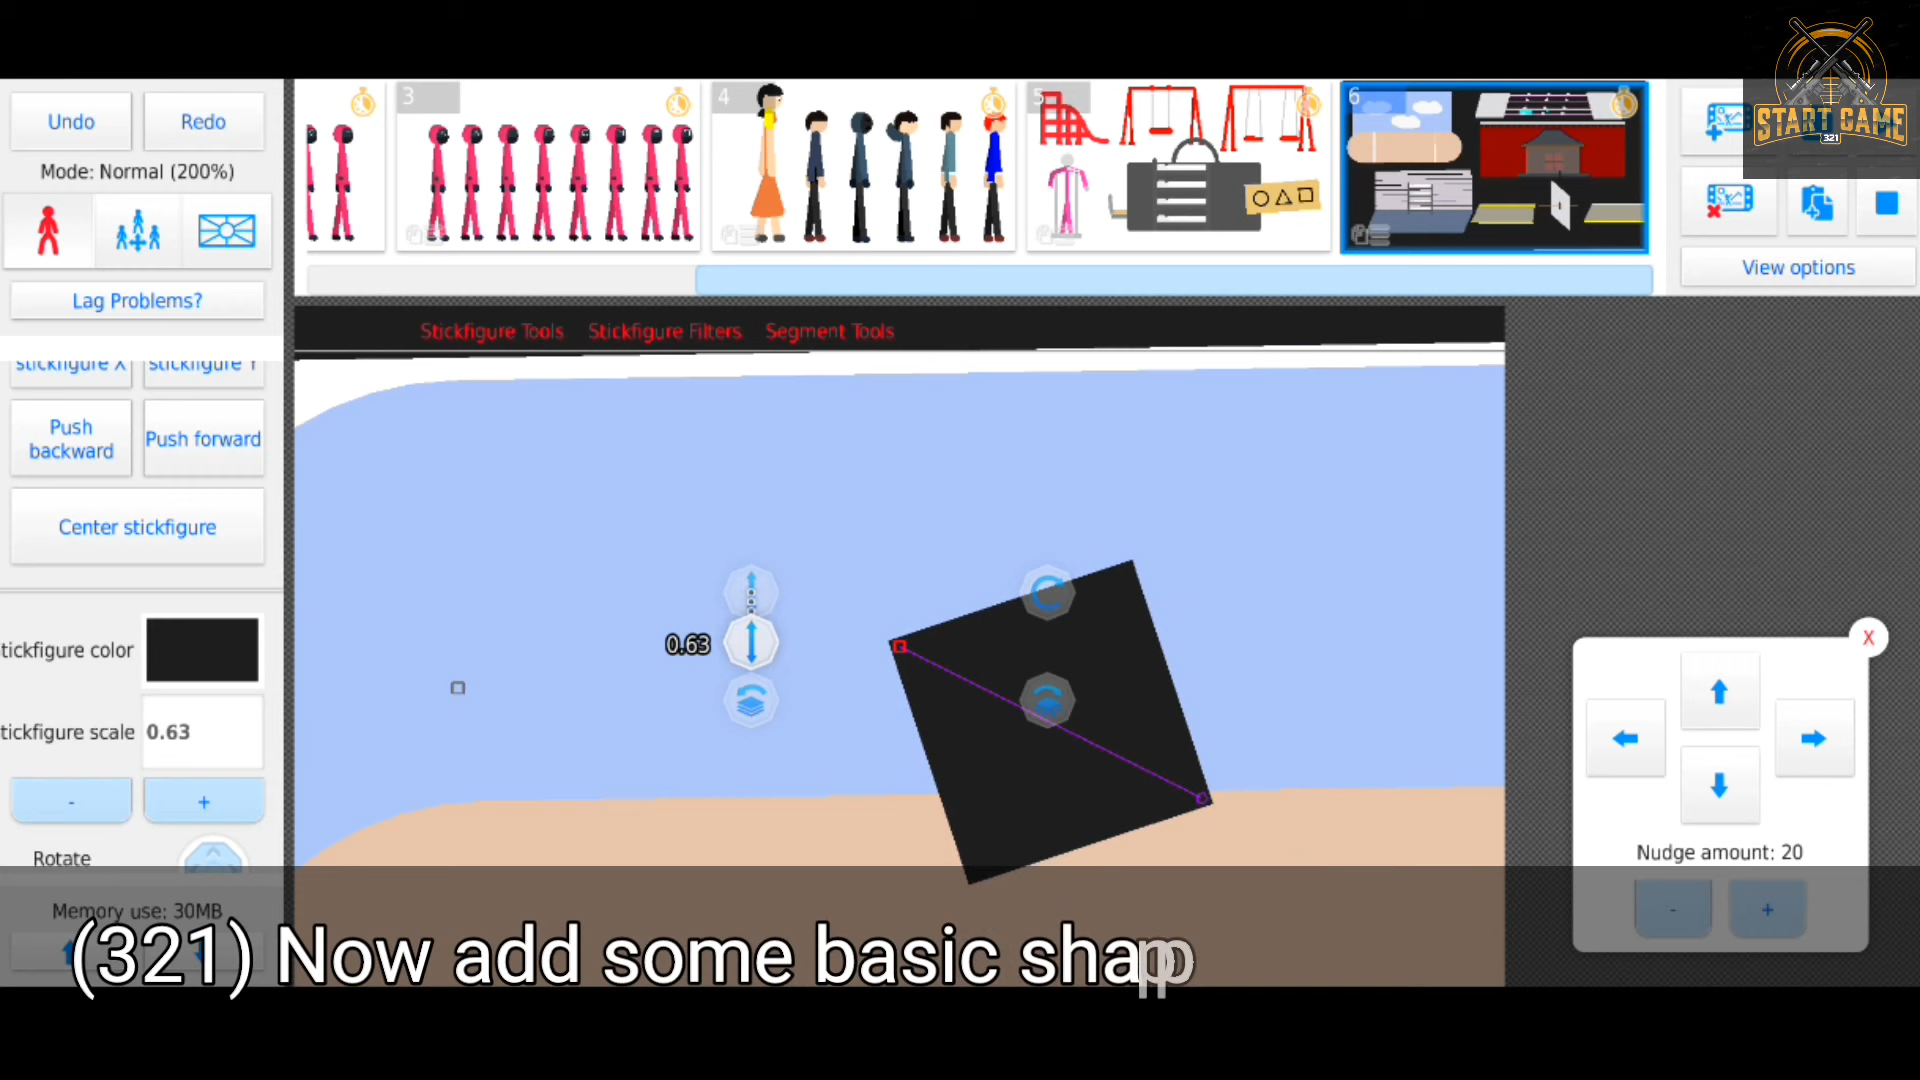 START GAME
321
Undo
Redo
3
4
5
6
Mode: Normal (200%)
Lag Problems?
View options
Stickfigure Tools Stickfigure Filters Segment Tools
stickfigure X
stickfigure Y
Push backward
Push forward
Center stickfigure
0.63
tickfigure color
tickfigure scale
0.63
-
+
X
Rotate
Nudge amount: 20
-
+
Memory use: 30MB
(321) Now add some basic shap